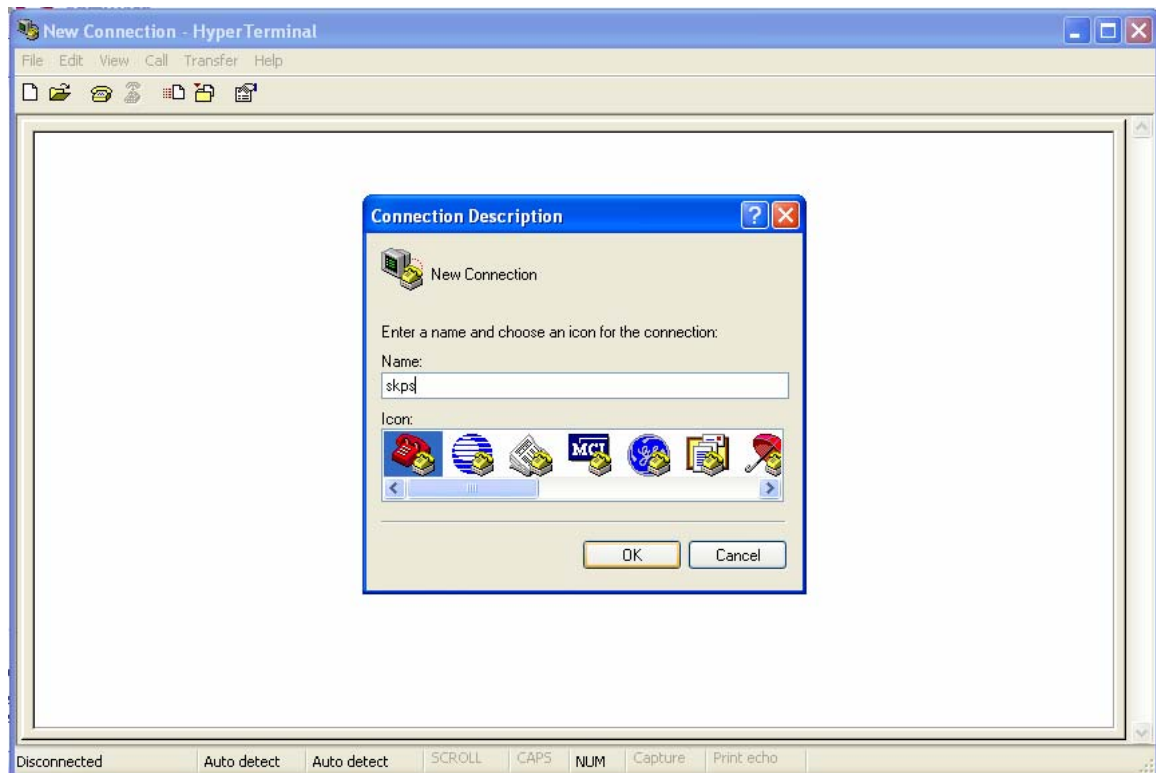 New Connection - HyperTerminal
File Edit View Call Transfer Help
Connection Description
New Connection
Enter a name and choose an icon for the connection:
Name:
skps
Icon:
MCI
OK Cancel
Disconnected Auto detect Auto detect SCROLL CAPS NUM Capture Print echo